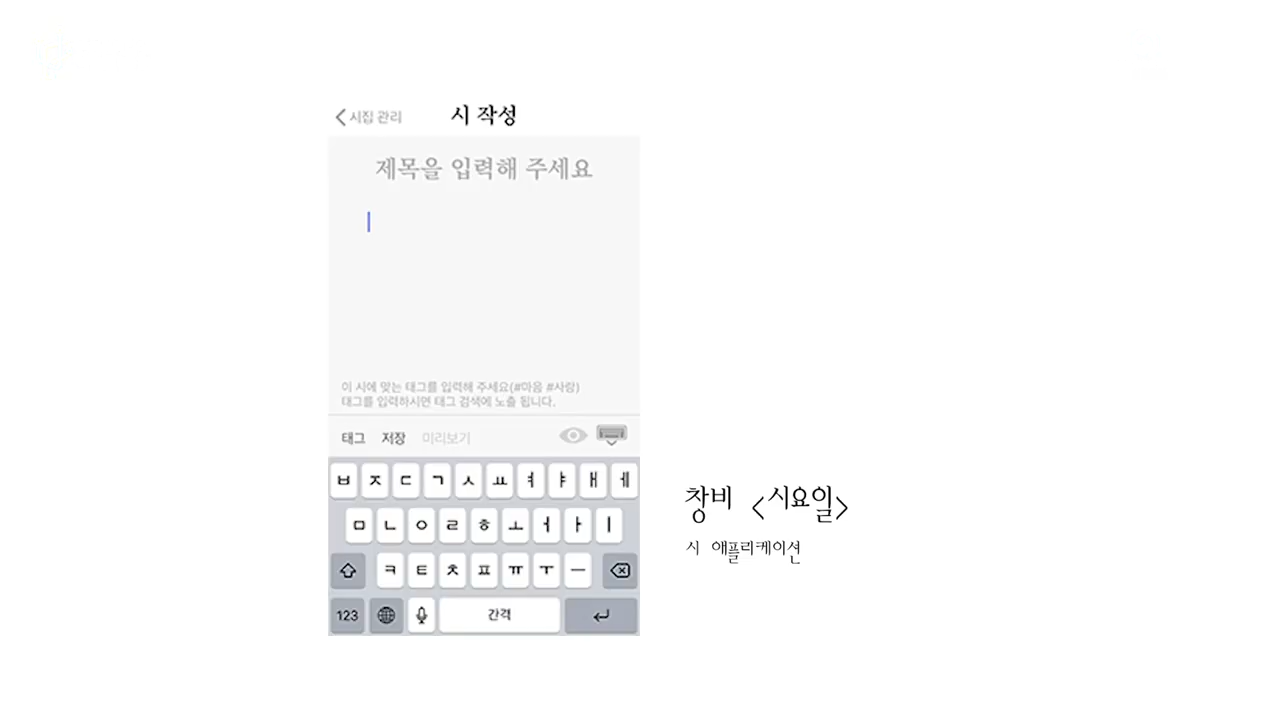 시집 관리
시 작성
제목을 입력해 주세요
이 시에 맞는 태그를 입력해 주세요(#마음 #사랑)
태그를 입력하시면 태그 검색에 노출 됩니다.
태그 저장 미리보기
ㅂ ㅈ ㄷ ㄱ ㅅ ㅛ ㅕ ㅑ ㅐ ㅔ
ㅁ ㄴ ㅇ ㄹ ㅎ ㅗ ㅓ ㅏ ㅣ
ㅋ ㅌ ㅊ ㅍ ㅠ ㅜ ㅡ
123 간격
창비 <시요일>
시 애플리케이션